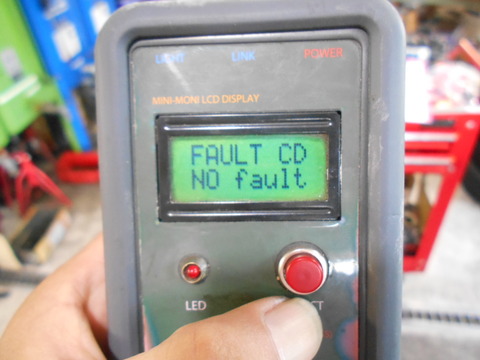 LIGHT LINK POWER
MINI-MONI LCD DISPLAY
FAULT CD
NO fault
LED